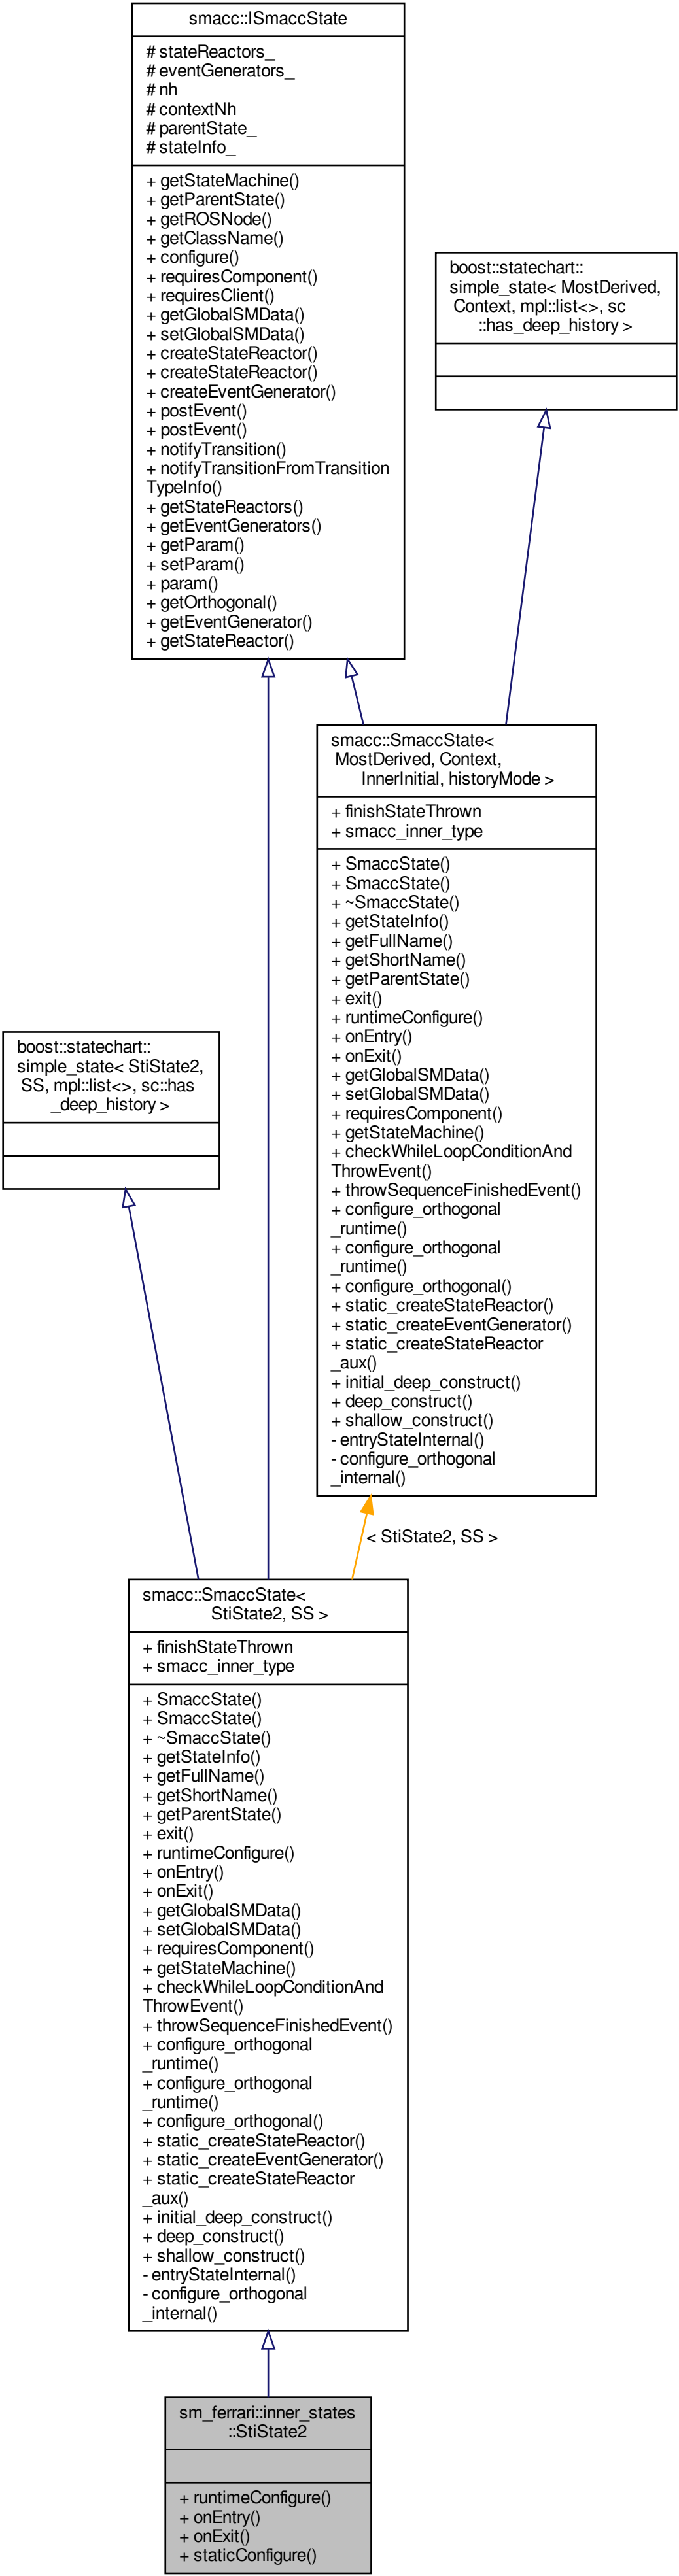 smacc::ISmaccState
# stateReactors_
# eventGenerators_
# nh
# contextNh
# parentState_
# stateInfo_
+ getStateMachine()
+ getParentState()
+ getROSNode()
+ getClassName()
+ configure()
+ requiresComponent()
+ requiresClient()
+ getGlobalSMData()
+ setGlobalSMData()
+ createStateReactor()
+ createStateReactor()
+ createEventGenerator()
+ postEvent()
+ postEvent()
+ notifyTransition()
+ notifyTransitionFromTransition
TypeInfo()
+ getStateReactors()
+ getEventGenerators()
+ getParam()
+ setParam()
+ param()
+ getOrthogonal()
+ getEventGenerator()
+ getStateReactor()
boost::statechart::
simple_state< MostDerived,
Context, mpl::list<>, sc
::has_deep_history >
smacc::SmaccState<
MostDerived, Context,
InnerInitial, historyMode >
+ finishStateThrown
+ smacc_inner_type
+ SmaccState()
+ SmaccState()
+ ~SmaccState()
+ getStateInfo()
+ getFullName()
+ getShortName()
+ getParentState()
+ exit()
+ runtimeConfigure()
+ onEntry()
+ onExit()
+ getGlobalSMData()
+ setGlobalSMData()
+ requiresComponent()
+ getStateMachine()
+ checkWhileLoopConditionAnd
ThrowEvent()
+ throwSequenceFinishedEvent()
+ configure_orthogonal
_runtime()
+ configure_orthogonal
_runtime()
+ configure_orthogonal()
+ static_createStateReactor()
+ static_createEventGenerator()
+ static_createStateReactor
_aux()
+ initial_deep_construct()
+ deep_construct()
+ shallow_construct()
- entryStateInternal()
- configure_orthogonal
_internal()
boost::statechart::
simple_state< StiState2,
SS, mpl::list<>, sc::has
_deep_history >
< StiState2, SS >
smacc::SmaccState<
StiState2, SS >
+ finishStateThrown
+ smacc_inner_type
+ SmaccState()
+ SmaccState()
+ ~SmaccState()
+ getStateInfo()
+ getFullName()
+ getShortName()
+ getParentState()
+ exit()
+ runtimeConfigure()
+ onEntry()
+ onExit()
+ getGlobalSMData()
+ setGlobalSMData()
+ requiresComponent()
+ getStateMachine()
+ checkWhileLoopConditionAnd
ThrowEvent()
+ throwSequenceFinishedEvent()
+ configure_orthogonal
_runtime()
+ configure_orthogonal
_runtime()
+ configure_orthogonal()
+ static_createStateReactor()
+ static_createEventGenerator()
+ static_createStateReactor
_aux()
+ initial_deep_construct()
+ deep_construct()
+ shallow_construct()
- entryStateInternal()
- configure_orthogonal
_internal()
sm_ferrari::inner_states
::StiState2
+ runtimeConfigure()
+ onEntry()
+ onExit()
+ staticConfigure()